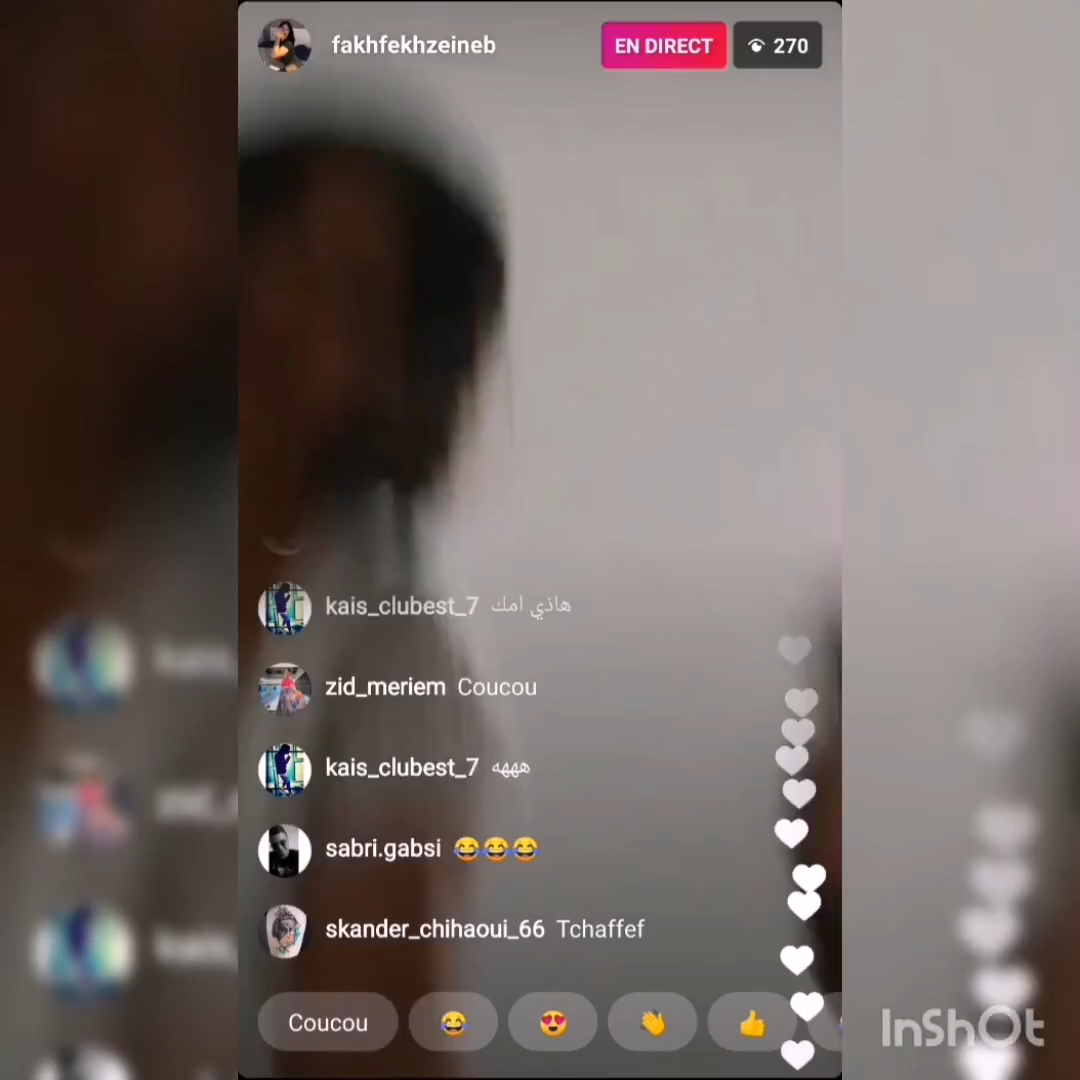 fakhfekhzeineb EN DIRECT 270
kais_clubest_7 هاذي امك
zid_meriem Coucou
kais_clubest_7 هههه
sabri.gabsi 😂😂😂
skander_chihaoui_66 Tchaffef
Coucou 😂 😍 👋 👍
InShOt